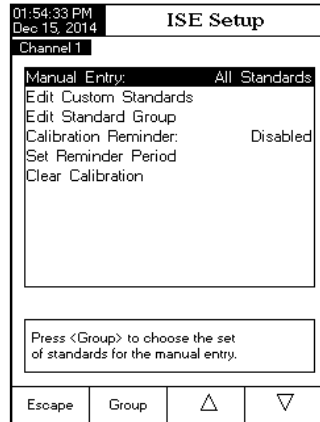 01:54:33 PM
Dec 15, 2014
ISE Setup
Channel 1
Manual Entry: All Standards
Edit Custom Standards
Edit Standard Group
Calibration Reminder: Disabled
Set Reminder Period
Clear Calibration
Press <Group> to choose the set
of standards for the manual entry.
Escape Group